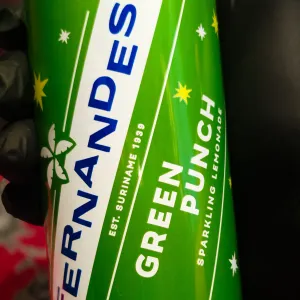 FERNANDES
EST. SURINAME 1939
GREEN
PUNCH
SPARKLING LEMONADE